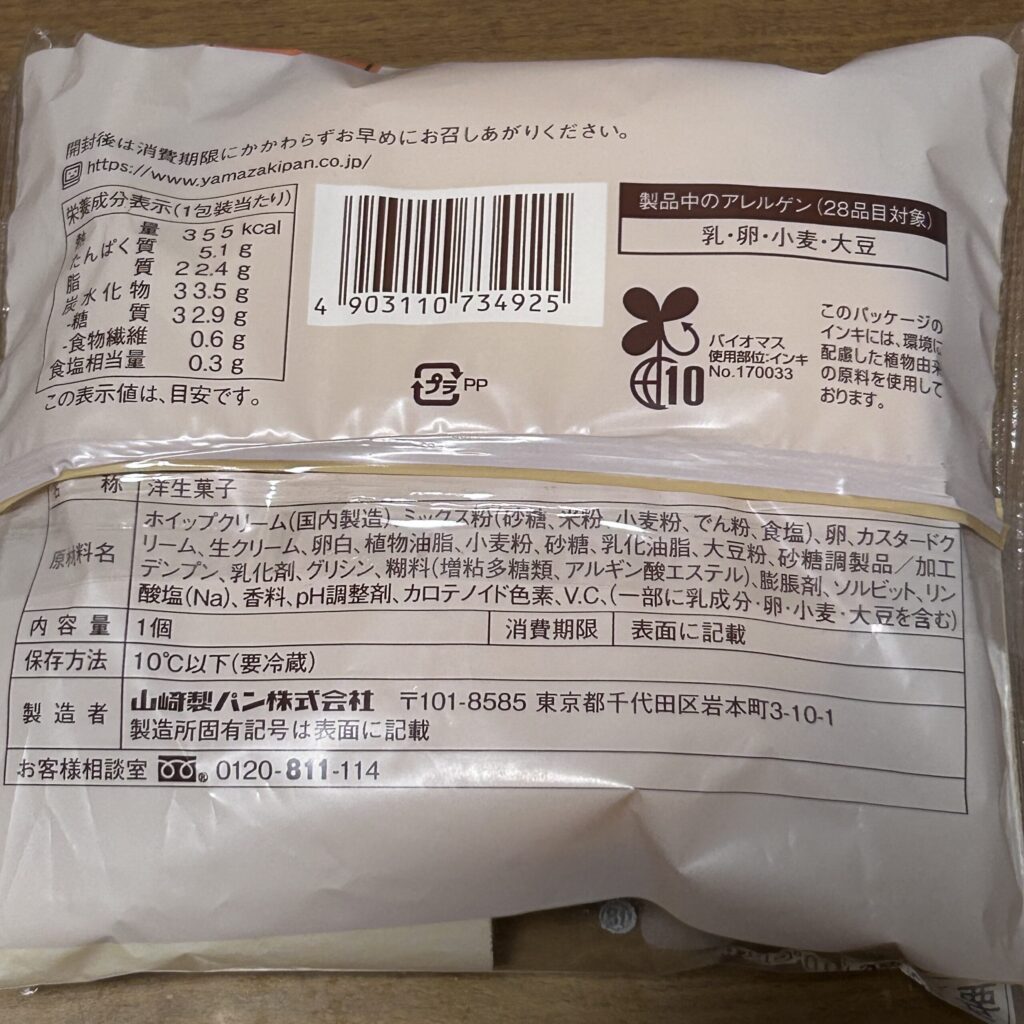 開封後は消費期限にかかわらずお早めにお召しあがりください。
https://www.yamazakipan.co.jp/
栄養成分表示(1包装当たり)
熱量 355 kcal
たんぱく質 5.1 g
脂質 22.4 g
炭水化物 33.5 g
-糖質 32.9 g
-食物繊維 0.6 g
食塩相当量 0.3 g
この表示値は、目安です。
4 903110 734925
プラ PP
製品中のアレルゲン(28品目対象)
乳・卵・小麦・大豆
10
バイオマス
使用部位:インキ
No.170033
このパッケージの
インキには、環境に
配慮した植物由来
の原料を使用して
おります。
名称 洋生菓子
原材料名
ホイップクリーム(国内製造)、ミックス粉(砂糖、米粉、小麦粉、でん粉、食塩)、卵、カスタードク
リーム、生クリーム、卵白、植物油脂、小麦粉、砂糖、乳化油脂、大豆粉、砂糖調製品／加工
デンプン、乳化剤、グリシン、糊料(増粘多糖類、アルギン酸エステル)、膨脹剤、ソルビット、リン
酸塩(Na)、香料、pH調整剤、カロテノイド色素、V.C、(一部に乳成分・卵・小麦・大豆を含む)
内容量 1個 消費期限 表面に記載
保存方法 10℃以下(要冷蔵)
製造者 山崎製パン株式会社 〒101-8585 東京都千代田区岩本町3-10-1
製造所固有記号は表面に記載
お客様相談室 0120-811-114